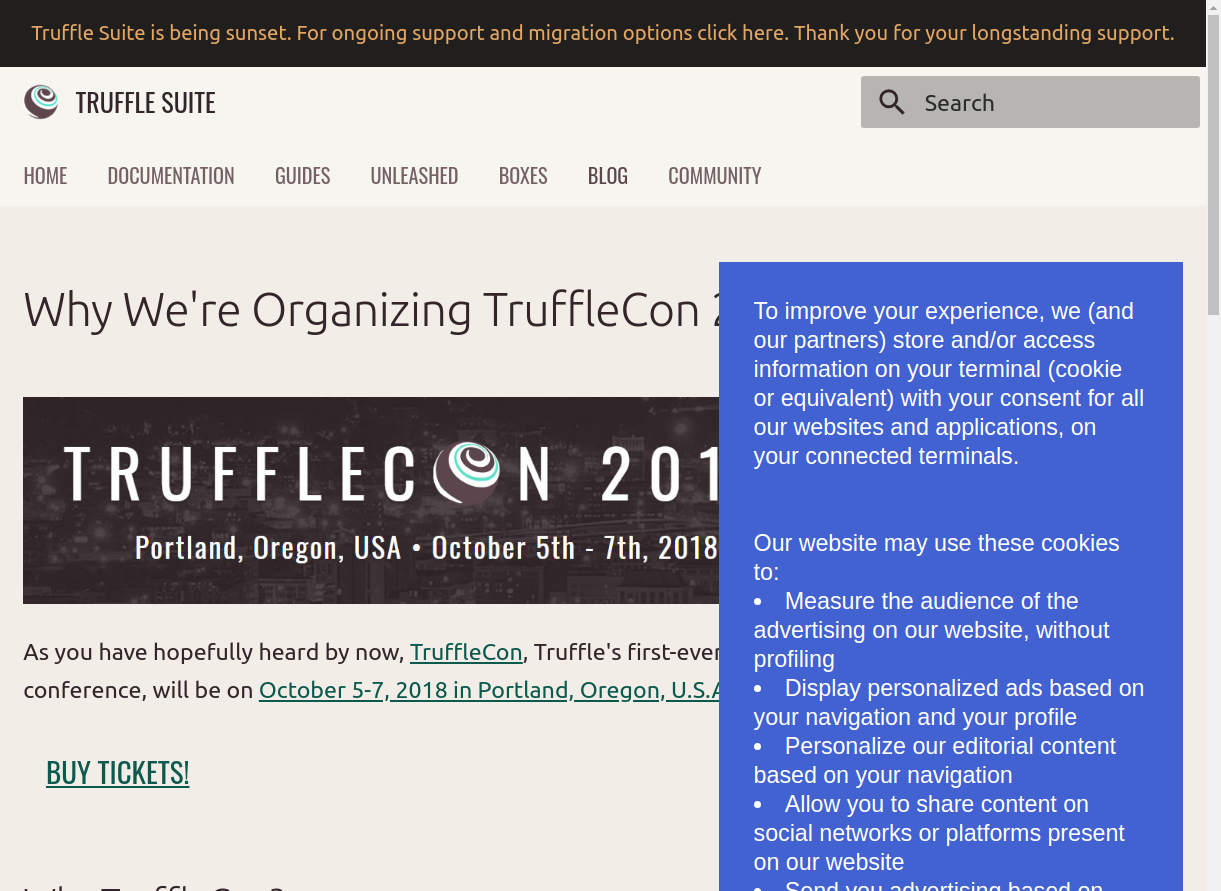 Truffle Suite is being sunset. For ongoing support and migration options click here. Thank you for your longstanding support.
TRUFFLE SUITE
Search
HOME
DOCUMENTATION
GUIDES
UNLEASHED
BOXES
BLOG
COMMUNITY
Why We're Organizing TruffleCon
TRUFFLECON 201
Portland, Oregon, USA • October 5th - 7th, 2018
As you have hopefully heard by now, TruffleCon, Truffle's first-ever
conference, will be on October 5-7, 2018 in Portland, Oregon, U.S.A
BUY TICKETS!
Why TruffleCon?
To improve your experience, we (and
our partners) store and/or access
information on your terminal (cookie
or equivalent) with your consent for all
our websites and applications, on
your connected terminals.
Our website may use these cookies
to:
• Measure the audience of the
advertising on our website, without
profiling
• Display personalized ads based on
your navigation and your profile
• Personalize our editorial content
based on your navigation
• Allow you to share content on
social networks or platforms present
on our website
• Send you advertising based on